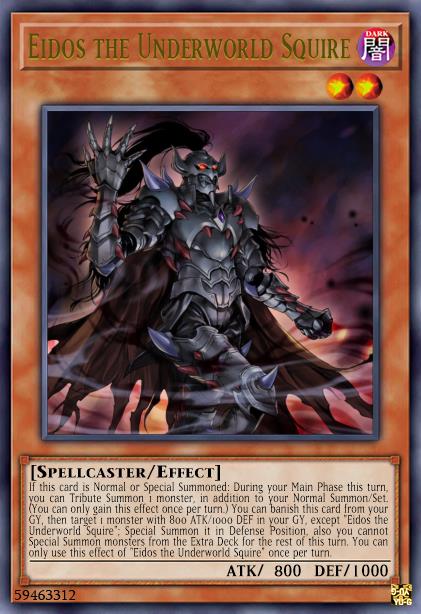 EIDOS THE UNDERWORLD SQUIRE
DARK
闇
[SPELLCASTER/EFFECT]
If this card is Normal or Special Summoned: During your Main Phase this turn,
you can Tribute Summon 1 monster, in addition to your Normal Summon/Set.
(You can only gain this effect once per turn.) You can banish this card from your
GY, then target 1 monster with 800 ATK/1000 DEF in your GY, except "Eidos the
Underworld Squire"; Special Summon it in Defense Position, also you cannot
Special Summon monsters from the Extra Deck for the rest of this turn. You can
only use this effect of "Eidos the Underworld Squire" once per turn.
ATK/ 800 DEF/1000
59463312